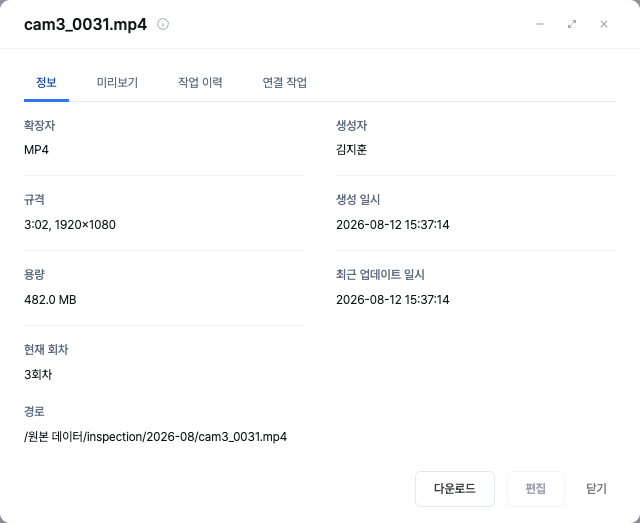 cam3_0031.mp4
정보
미리보기
작업 이력
연결 작업
확장자
MP4
생성자
김지훈
규격
3:02, 1920×1080
생성 일시
2026-08-12 15:37:14
용량
482.0 MB
최근 업데이트 일시
2026-08-12 15:37:14
현재 회차
3회차
경로
/원본 데이터/inspection/2026-08/cam3_0031.mp4
다운로드
편집
닫기